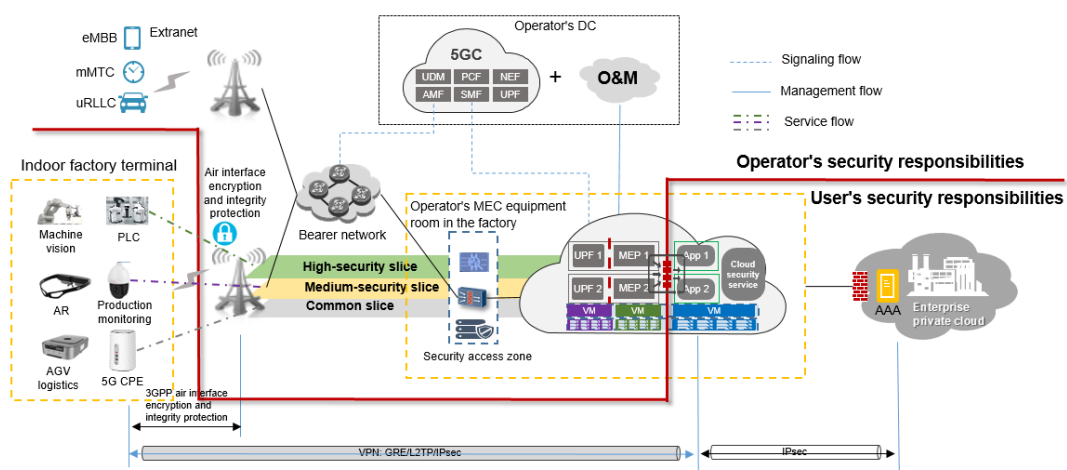 Operator's DC
eMBB
Extranet
mMTC
uRLLC
5GC
UDM
PCF
NEF
AMF
SMF
UPF
+
O&M
Signaling flow
Management flow
Service flow
Operator's security responsibilities
User's security responsibilities
Indoor factory terminal
Air interface
encryption
and integrity
protection
Machine
vision
PLC
AR
Production
monitoring
AGV
logistics
5G CPE
Bearer network
Operator's MEC equipment
room in the factory
High-security slice
Medium-security slice
Common slice
Security access zone
UPF 1
MEP 1
App 1
UPF 2
MEP 2
App 2
Cloud
security
service
VM
VM
VM
AAA
Enterprise
private cloud
3GPP air interface
encryption and
integrity protection
VPN: GRE/L2TP/IPsec
IPsec